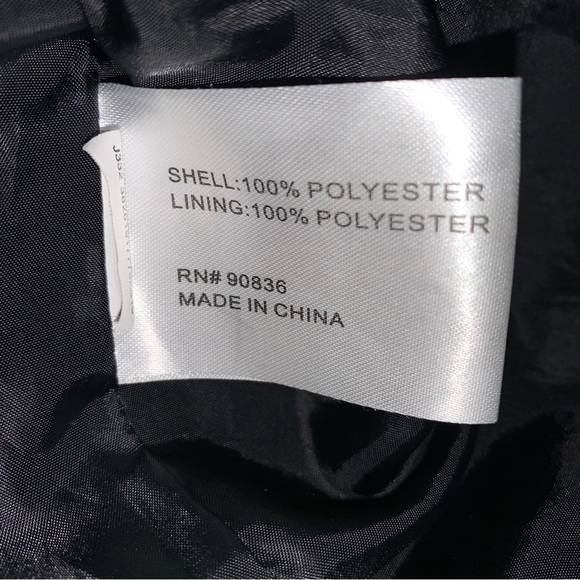 SHELL:100% POLYESTER
LINING:100% POLYESTER
RN# 90836
MADE IN CHINA